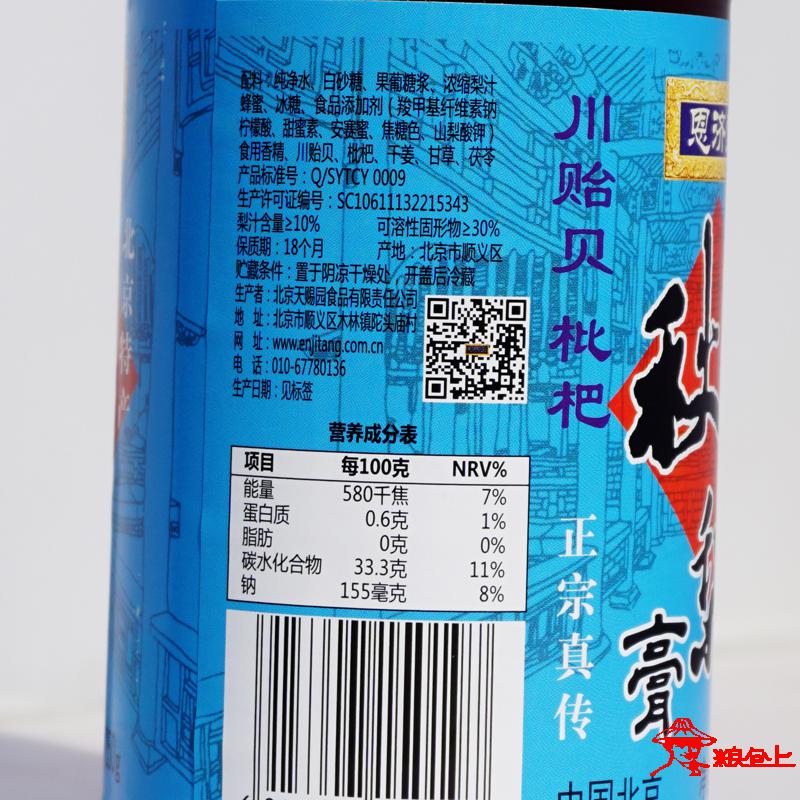 配料：纯净水、白砂糖、果葡糖浆、浓缩梨汁
蜂蜜、冰糖、食品添加剂（羧甲基纤维素钠
柠檬酸、甜蜜素、安赛蜜、焦糖色、山梨酸钾）
食用香精、川贻贝、枇杷、干姜、甘草、茯苓
产品标准号：Q/SYTCY 0009
生产许可证编号：SC10611132215343
梨汁含量≥10% 可溶性固形物≥30%
保质期：18个月 产地：北京市顺义区
贮藏条件：置于阴凉干燥处，开盖后冷藏
生产者：北京天赐园食品有限责任公司
地 址：北京市顺义区木林镇陀头庙村
网 址：www.enjitang.com.cn
电 话：010-67780136
生产日期：见标签
营养成分表
项目 每100克 NRV%
能量 580千焦 7%
蛋白质 0.6克 1%
脂肪 0克 0%
碳水化合物 33.3克 11%
钠 155毫克 8%
川贻贝 枇杷
正宗真传
恩济
秋
梨
膏
中国北京
北京特
粮仓上